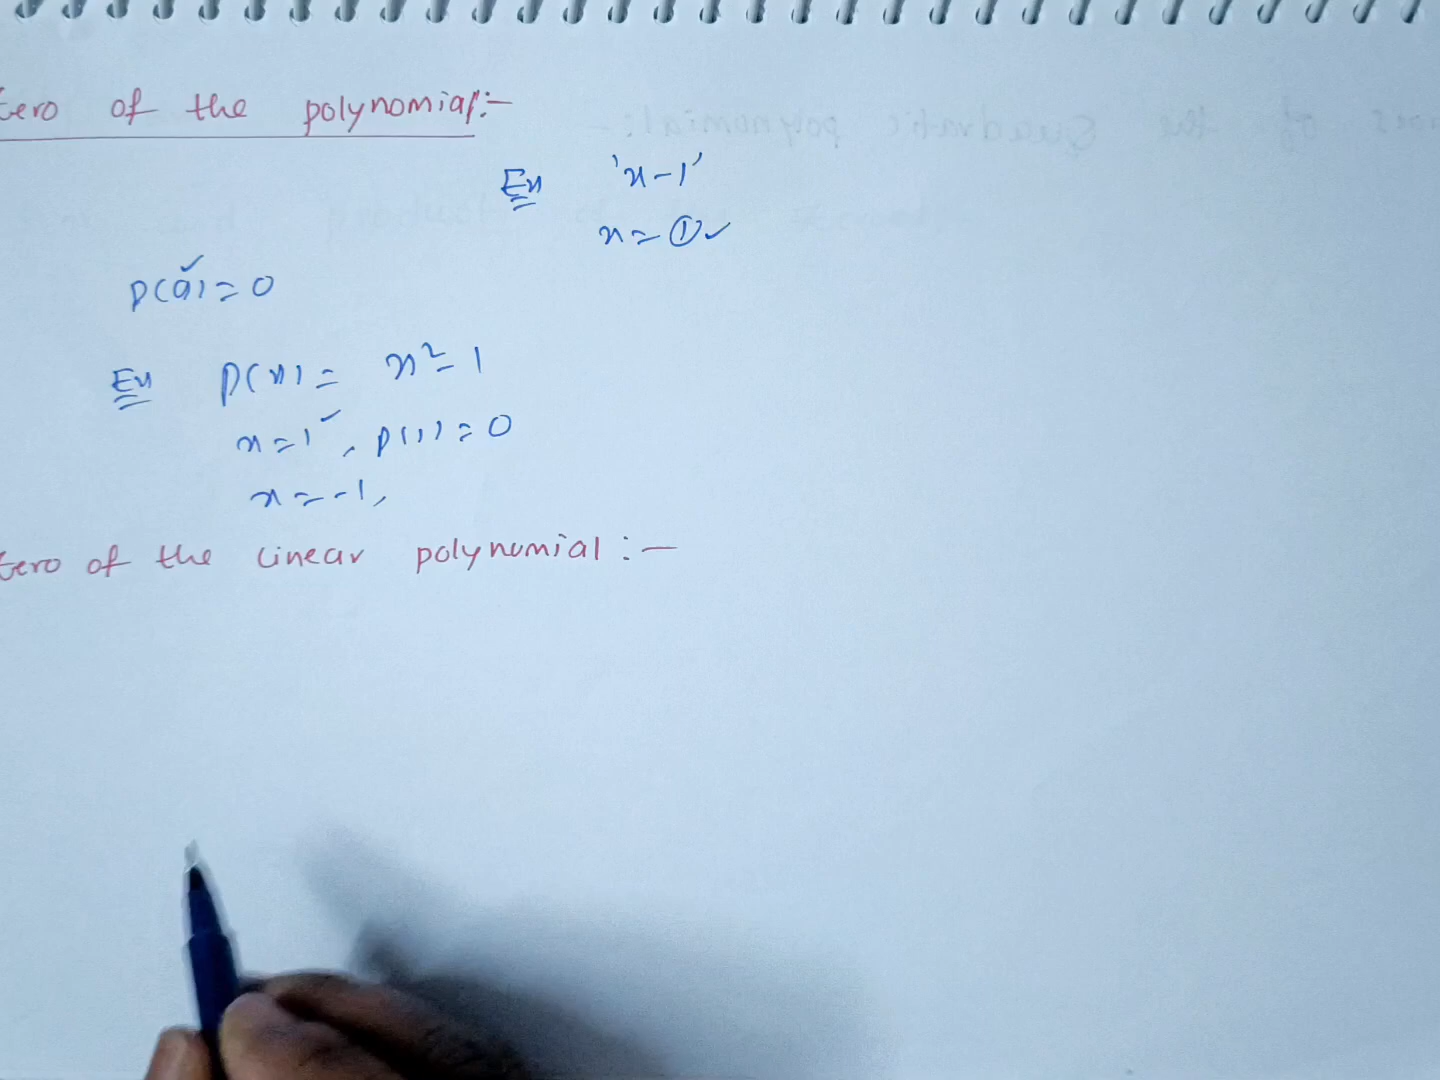 zero of the polynomial:-
Ex 'x-1'
x=①✓
p(a)=0
Ex p(x)= x²-1
x=1, p(1)=0
x=-1,
zero of the linear polynomial:-